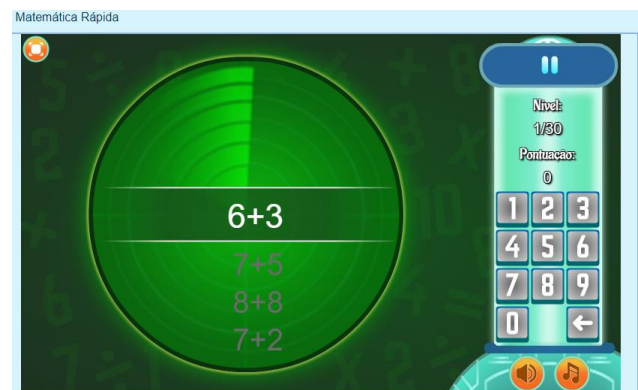 Matemática Rápida
6+3
7+5
8+8
7+2
Nível:
1/30
Pontuação:
0
1 2 3
4 5 6
7 8 9
0 ←